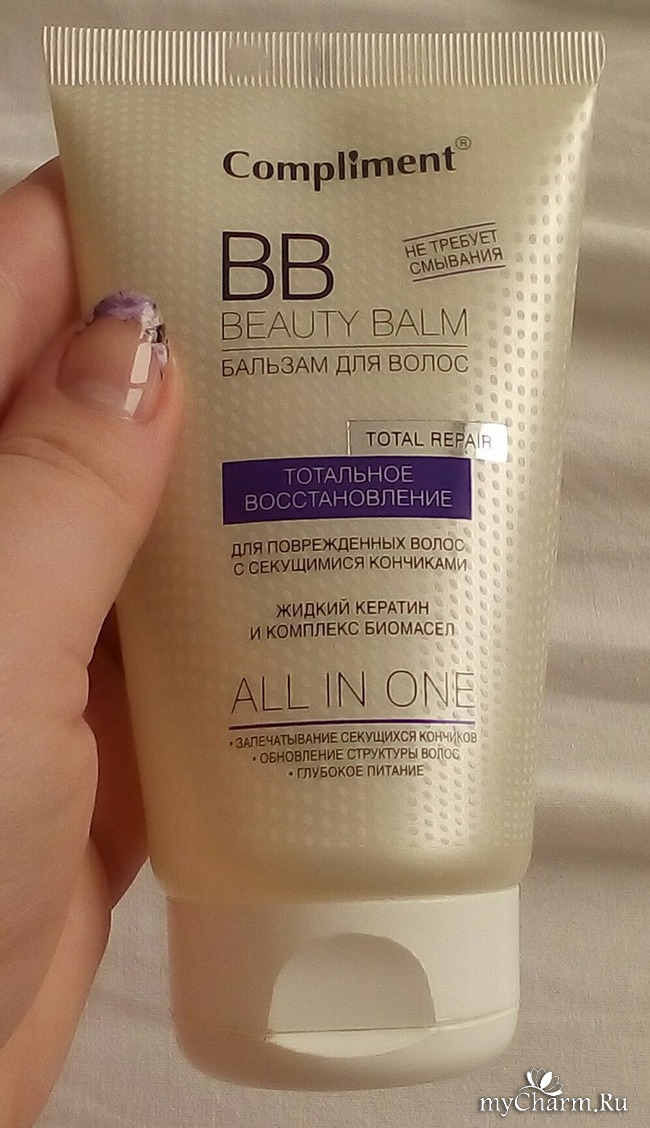 Compliment®
BB
НЕ ТРЕБУЕТ
СМЫВАНИЯ
BEAUTY BALM
БАЛЬЗАМ ДЛЯ ВОЛОС
TOTAL REPAIR
ТОТАЛЬНОЕ
ВОССТАНОВЛЕНИЕ
ДЛЯ ПОВРЕЖДЕННЫХ ВОЛОС
С СЕКУЩИМИСЯ КОНЧИКАМИ
ЖИДКИЙ КЕРАТИН
И КОМПЛЕКС БИОМАСЕЛ
ALL IN ONE
• ЗАПЕЧАТЫВАНИЕ СЕКУЩИХСЯ КОНЧИКОВ
• ОБНОВЛЕНИЕ СТРУКТУРЫ ВОЛОС
• ГЛУБОКОЕ ПИТАНИЕ
myCharm.Ru